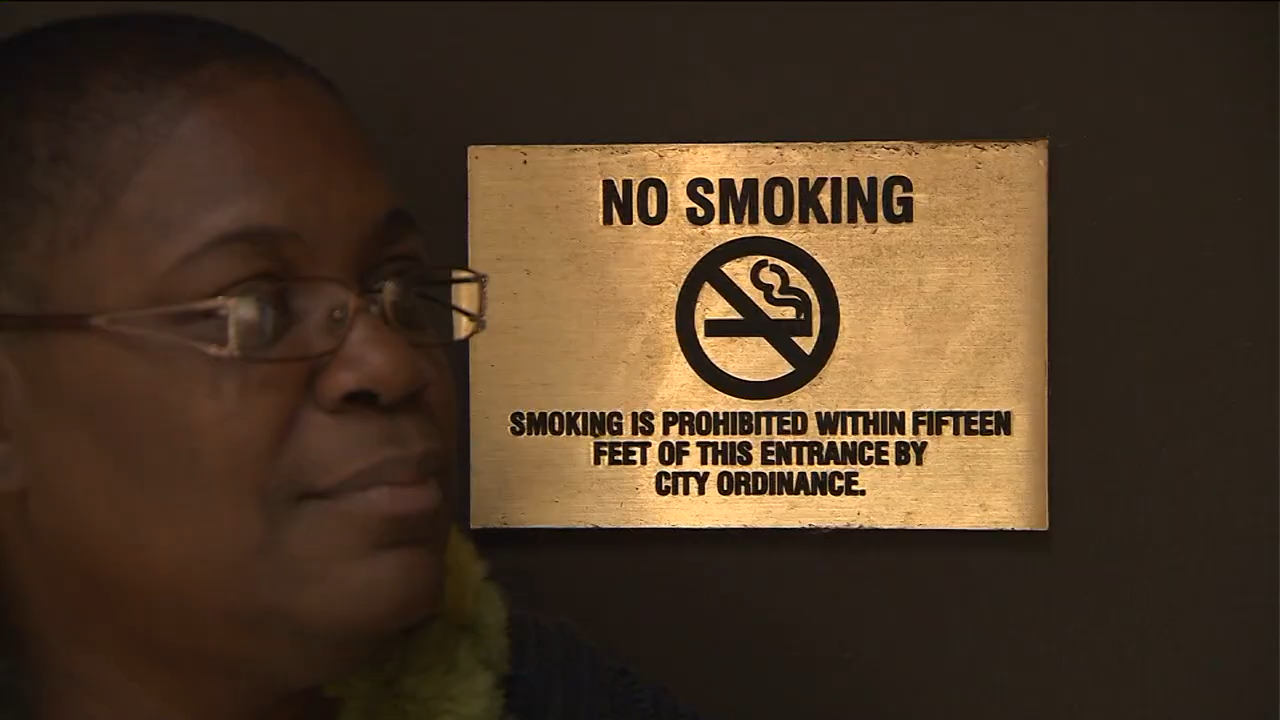 NO SMOKING
SMOKING IS PROHIBITED WITHIN FIFTEEN
FEET OF THIS ENTRANCE BY
CITY ORDINANCE.